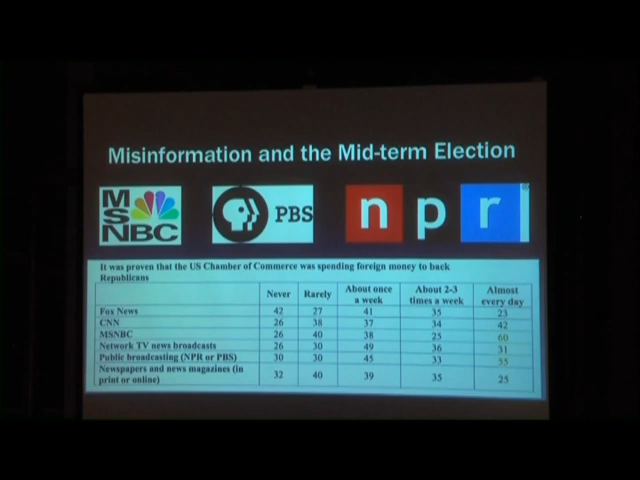 Misinformation and the Mid-term Election
M
S
NBC
PBS
n p r
It was proven that the US Chamber of Commerce was spending foreign money to back
Republicans
Never Rarely About once a week About 2-3 times a week Almost every day
Fox News 42 27 41 35 23
CNN 26 38 37 34 42
MSNBC 26 40 38 25 60
Network TV news broadcasts 26 30 49 36 31
Public broadcasting (NPR or PBS) 30 30 45 33 55
Newspapers and news magazines (in
print or online) 32 40 39 35 25